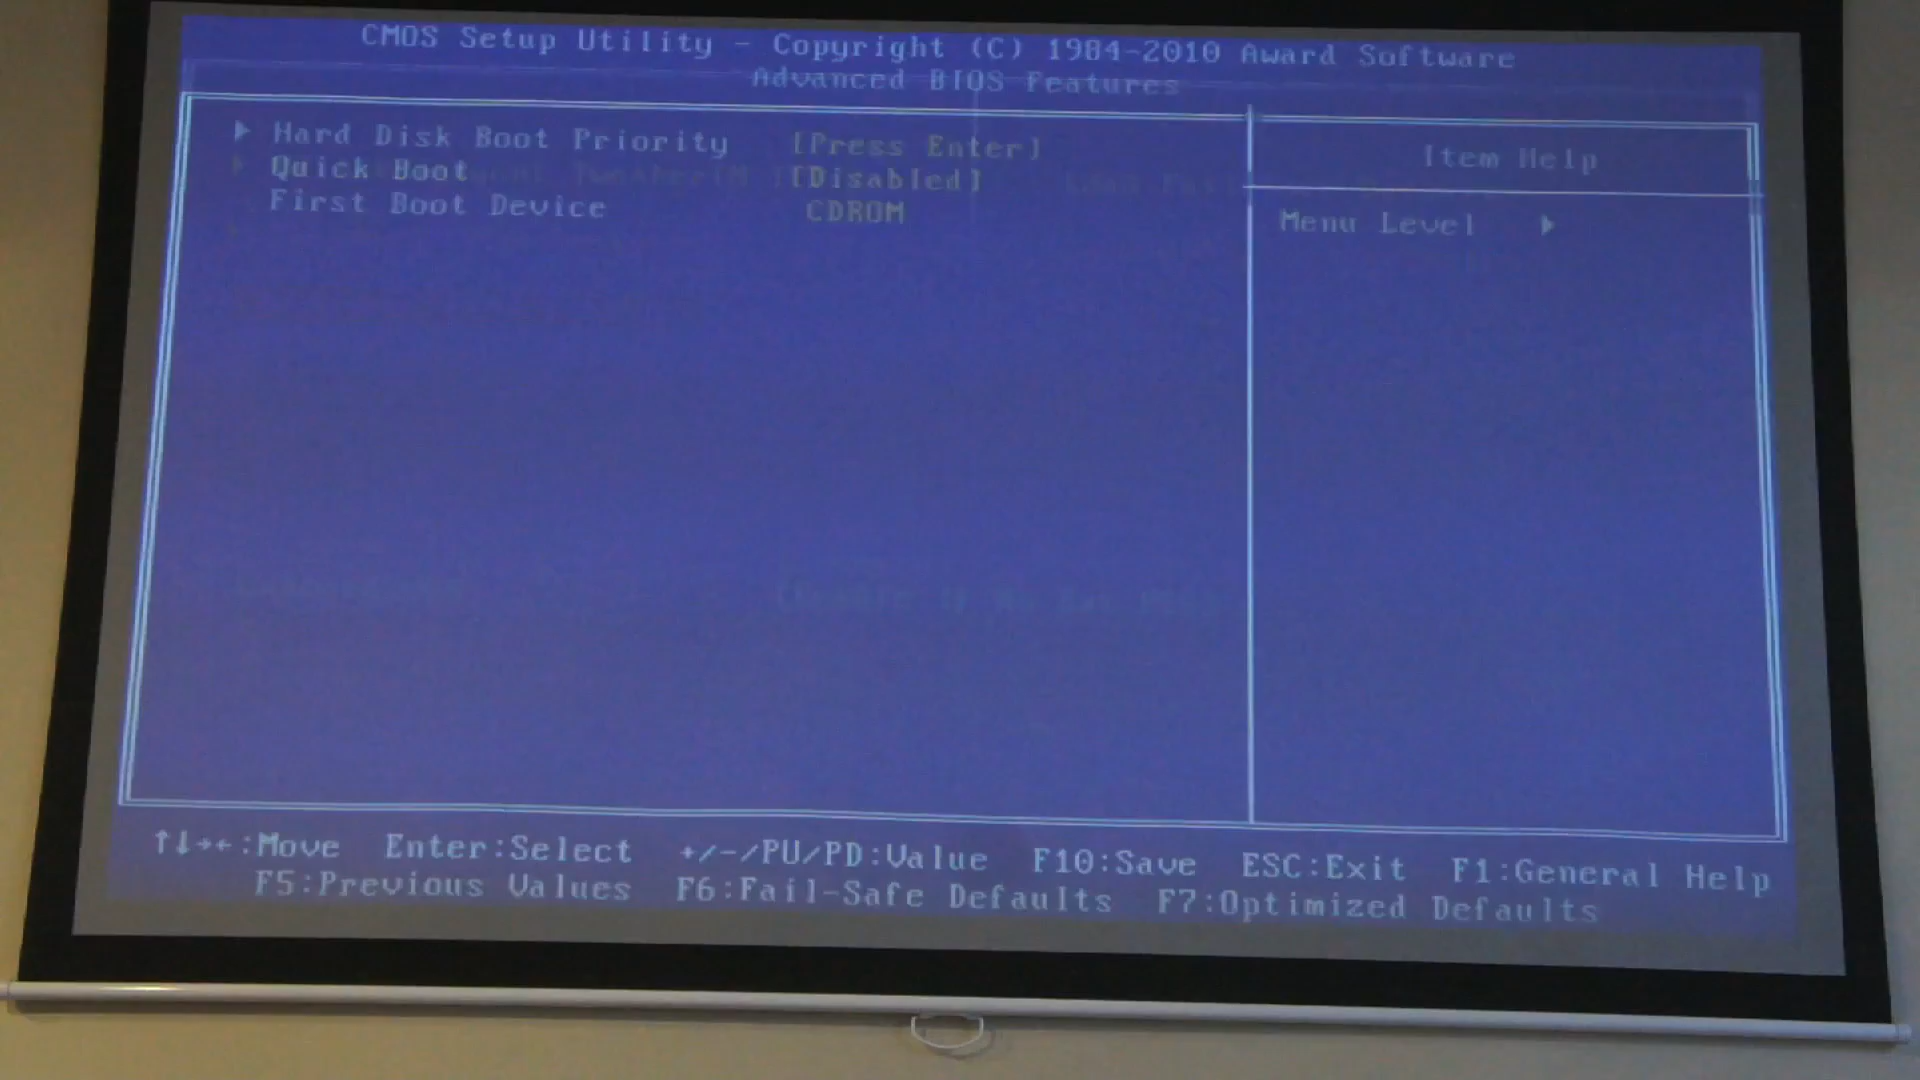 CMOS Setup Utility - Copyright (C) 1984-2010 Award Software
Advanced BIOS Features
▶ Hard Disk Boot Priority [Press Enter]
Quick Boot [Disabled]
First Boot Device CDROM
Item Help
Menu Level ▶
↑↓→←:Move Enter:Select +/-/PU/PD:Value F10:Save ESC:Exit F1:General Help
F5:Previous Values F6:Fail-Safe Defaults F7:Optimized Defaults